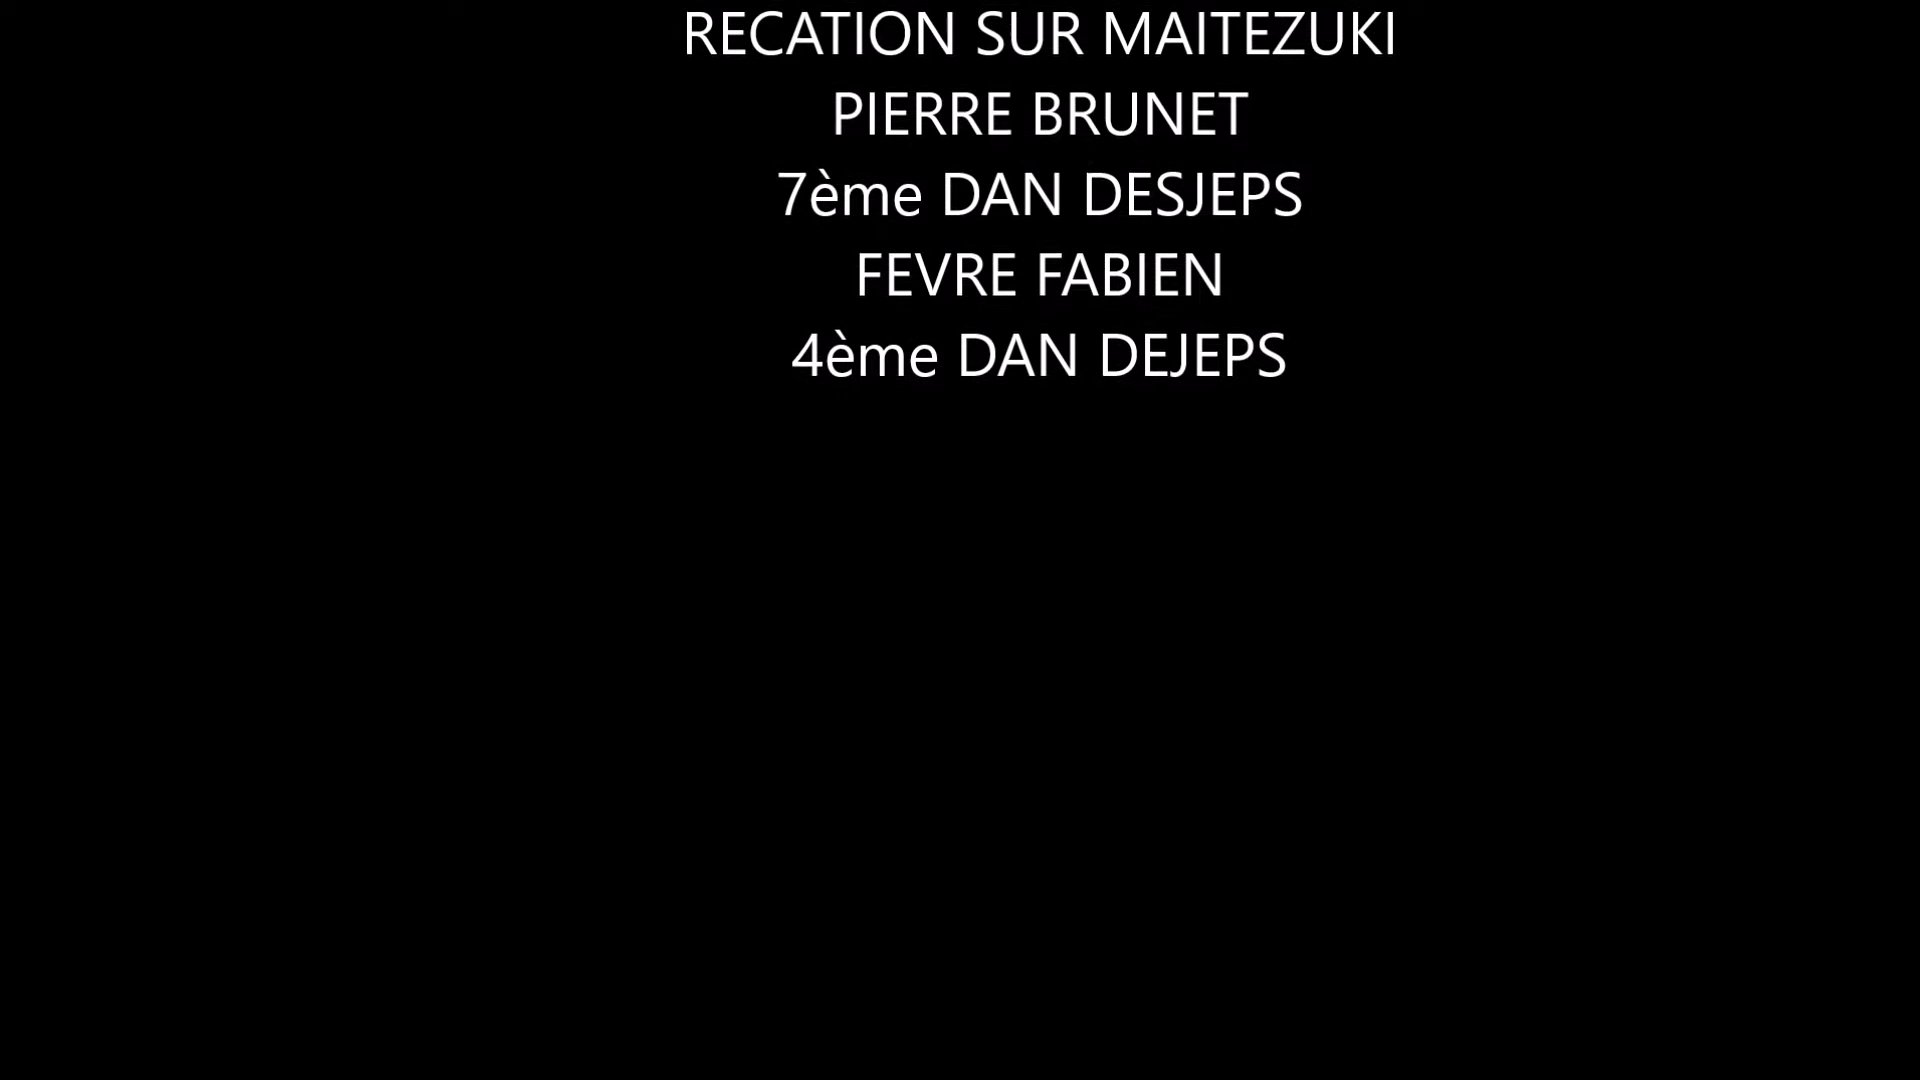 RECATION SUR MAITEZUKI
PIERRE BRUNET
7ème DAN DESJEPS
FEVRE FABIEN
4ème DAN DEJEPS